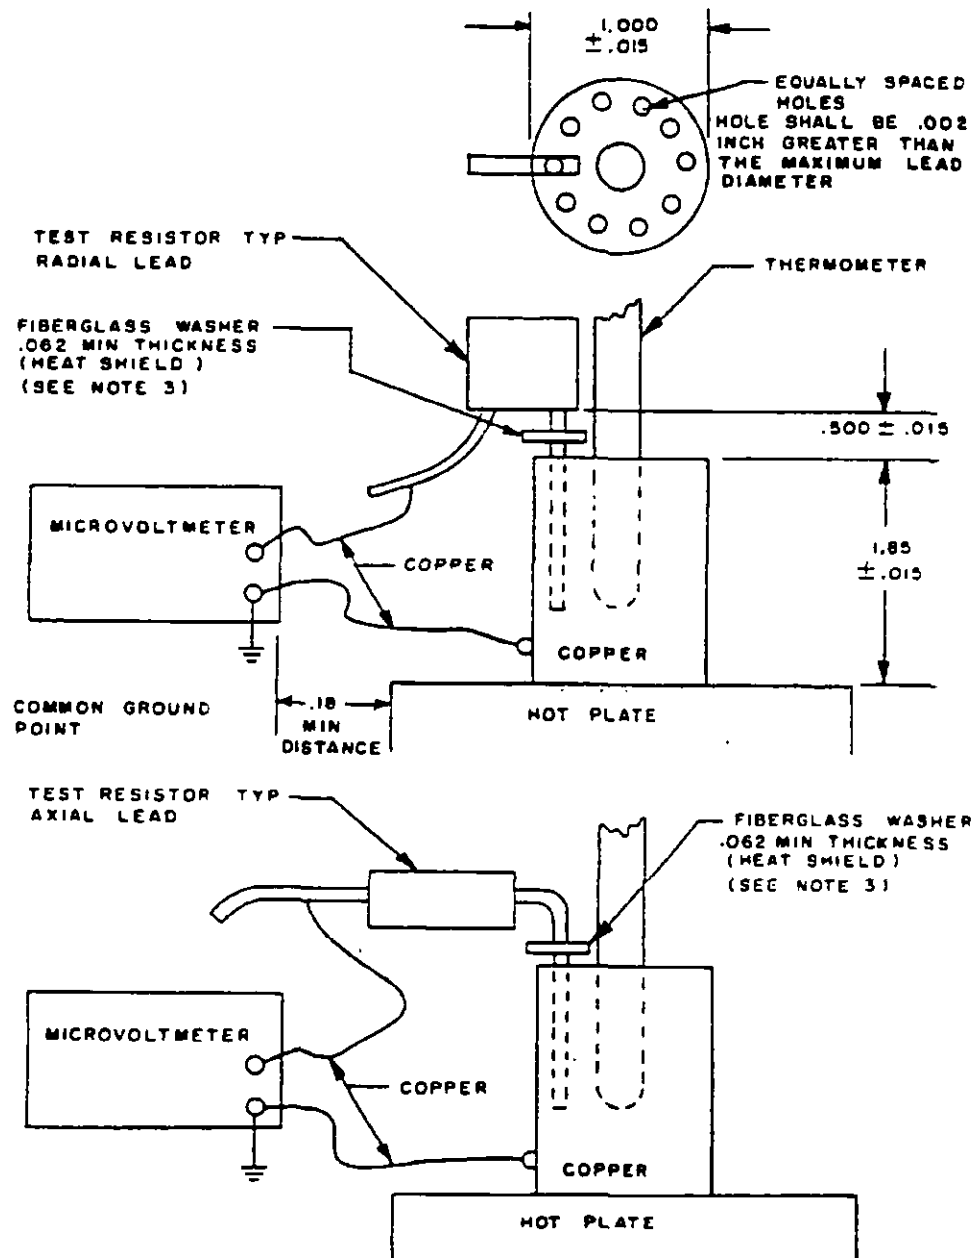 1.000
± .015
EQUALLY SPACED
HOLES
HOLE SHALL BE .002
INCH GREATER THAN
THE MAXIMUM LEAD
DIAMETER
TEST RESISTOR TYP
RADIAL LEAD
THERMOMETER
FIBERGLASS WASHER
.062 MIN THICKNESS
(HEAT SHIELD)
(SEE NOTE 3)
.500 ± .015
MICROVOLTMETER
COPPER
1.85
± .015
COPPER
COMMON GROUND
POINT
.18
MIN
DISTANCE
HOT PLATE
TEST RESISTOR TYP
AXIAL LEAD
FIBERGLASS WASHER
.062 MIN THICKNESS
(HEAT SHIELD)
(SEE NOTE 3)
MICROVOLTMETER
COPPER
COPPER
HOT PLATE